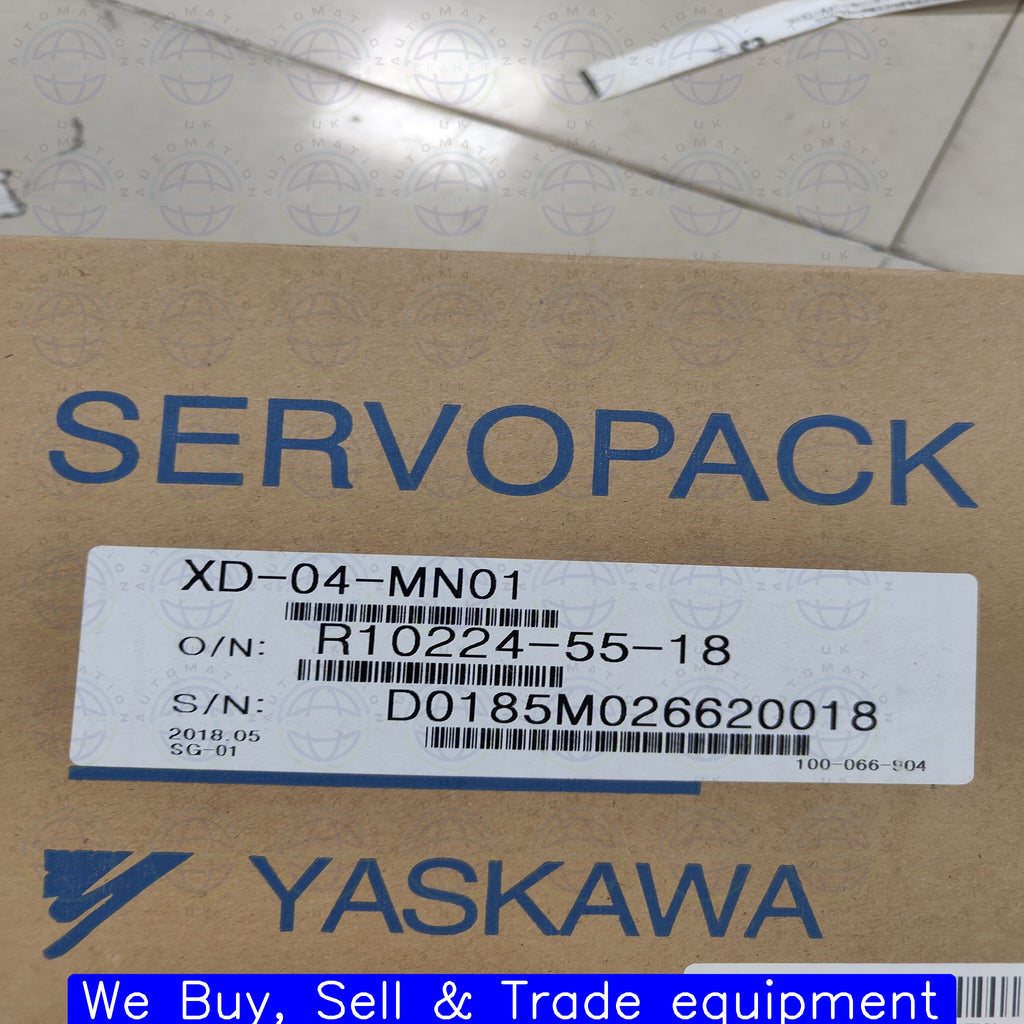 SERVOPACK
XD-04-MN01
O/N: R10224-55-18
S/N: D0185M026620018
2018.05
SG-01
100-066-904
YASKAWA
We Buy, Sell & Trade equipment